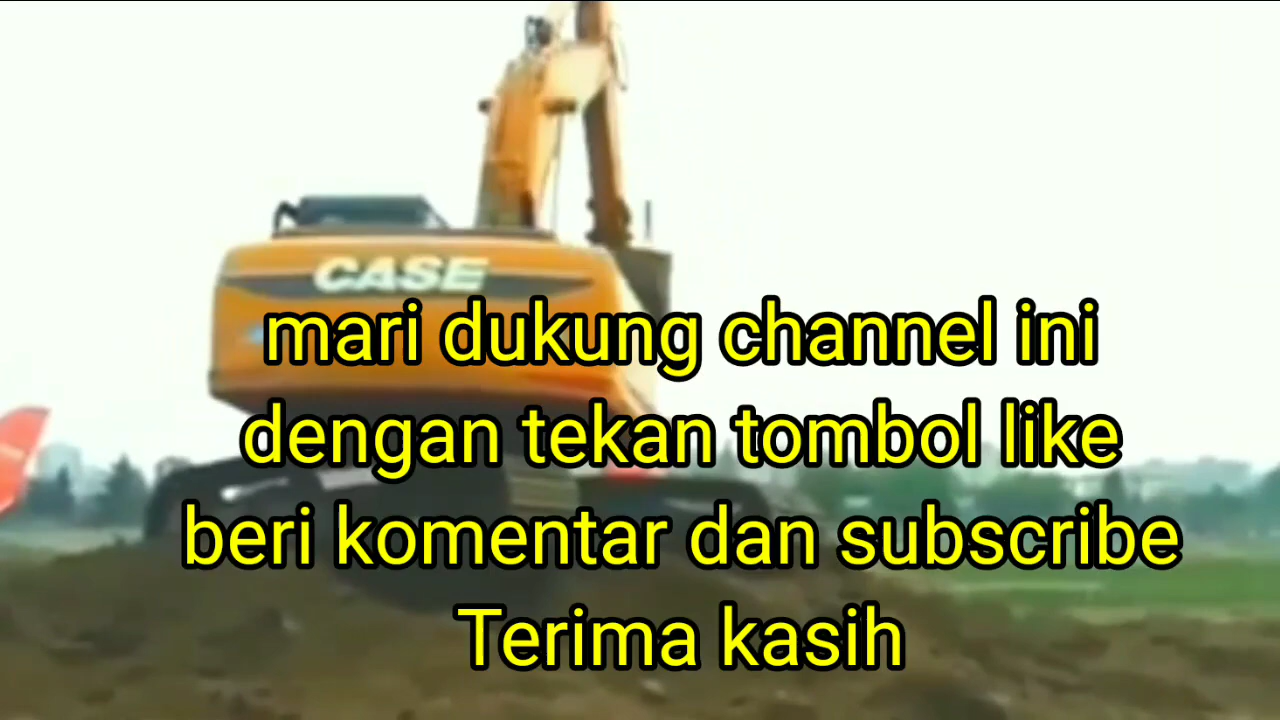 CASE
mari dukung channel ini
dengan tekan tombol like
beri komentar dan subscribe
Terima kasih